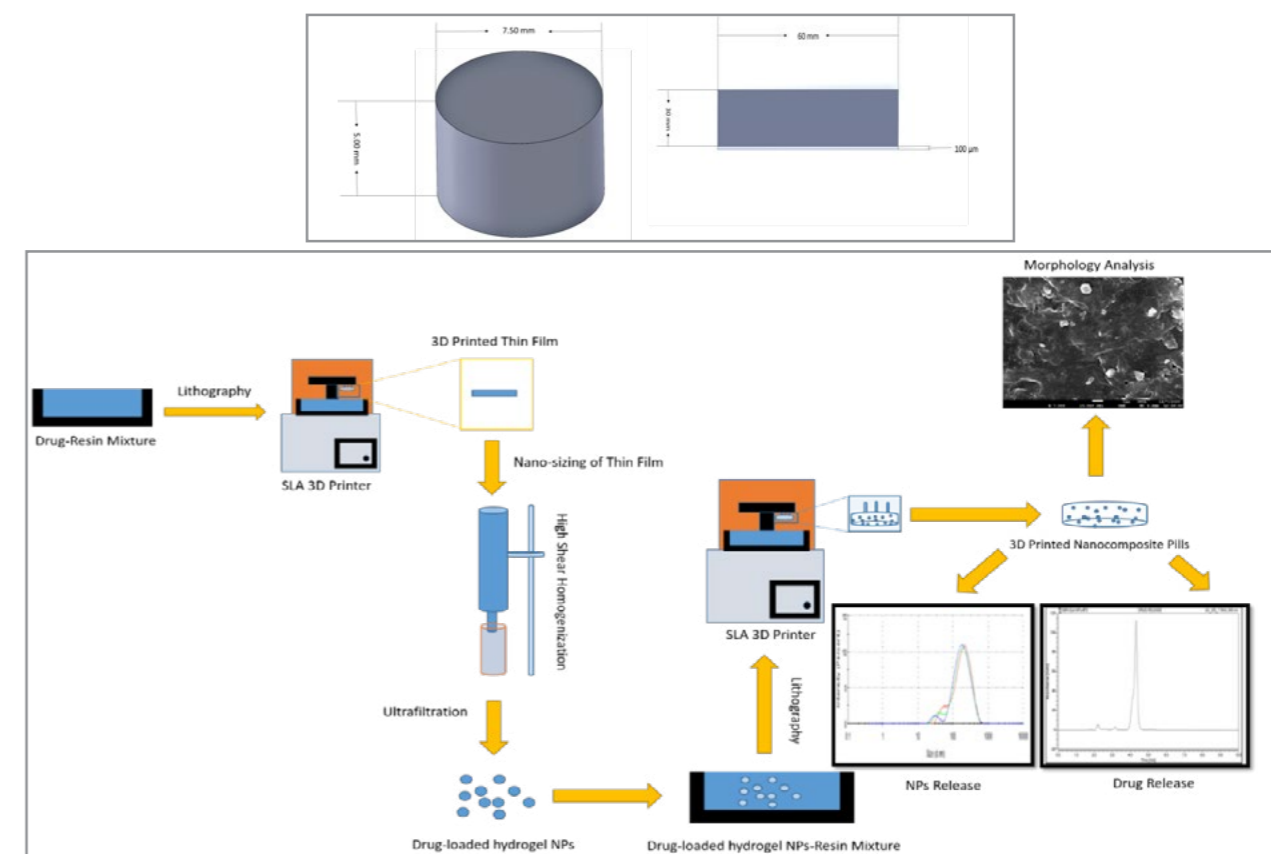 7.50 mm
5.00 mm
60 mm
30 mm
100 µm
Morphology Analysis
3D Printed Thin Film
Lithography
Drug-Resin Mixture
SLA 3D Printer
Nano-sizing of Thin Film
High Shear Homogenization
3D Printed Nanocomposite Pills
SLA 3D Printer
Ultrafiltration
Lithography
NPs Release
Drug Release
Drug-loaded hydrogel NPs
Drug-loaded hydrogel NPs-Resin Mixture